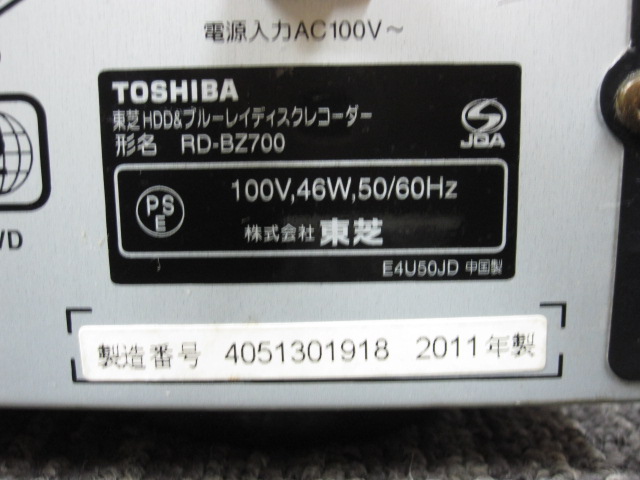 電源入力AC100V～
TOSHIBA
東芝HDD&ブルーレイディスクレコーダー
形名 RD-BZ700
JQA
100V,46W,50/60Hz
PS
E
株式会社 東芝
E4U50JD 中国製
VD
製造番号 4051301918 2011年製